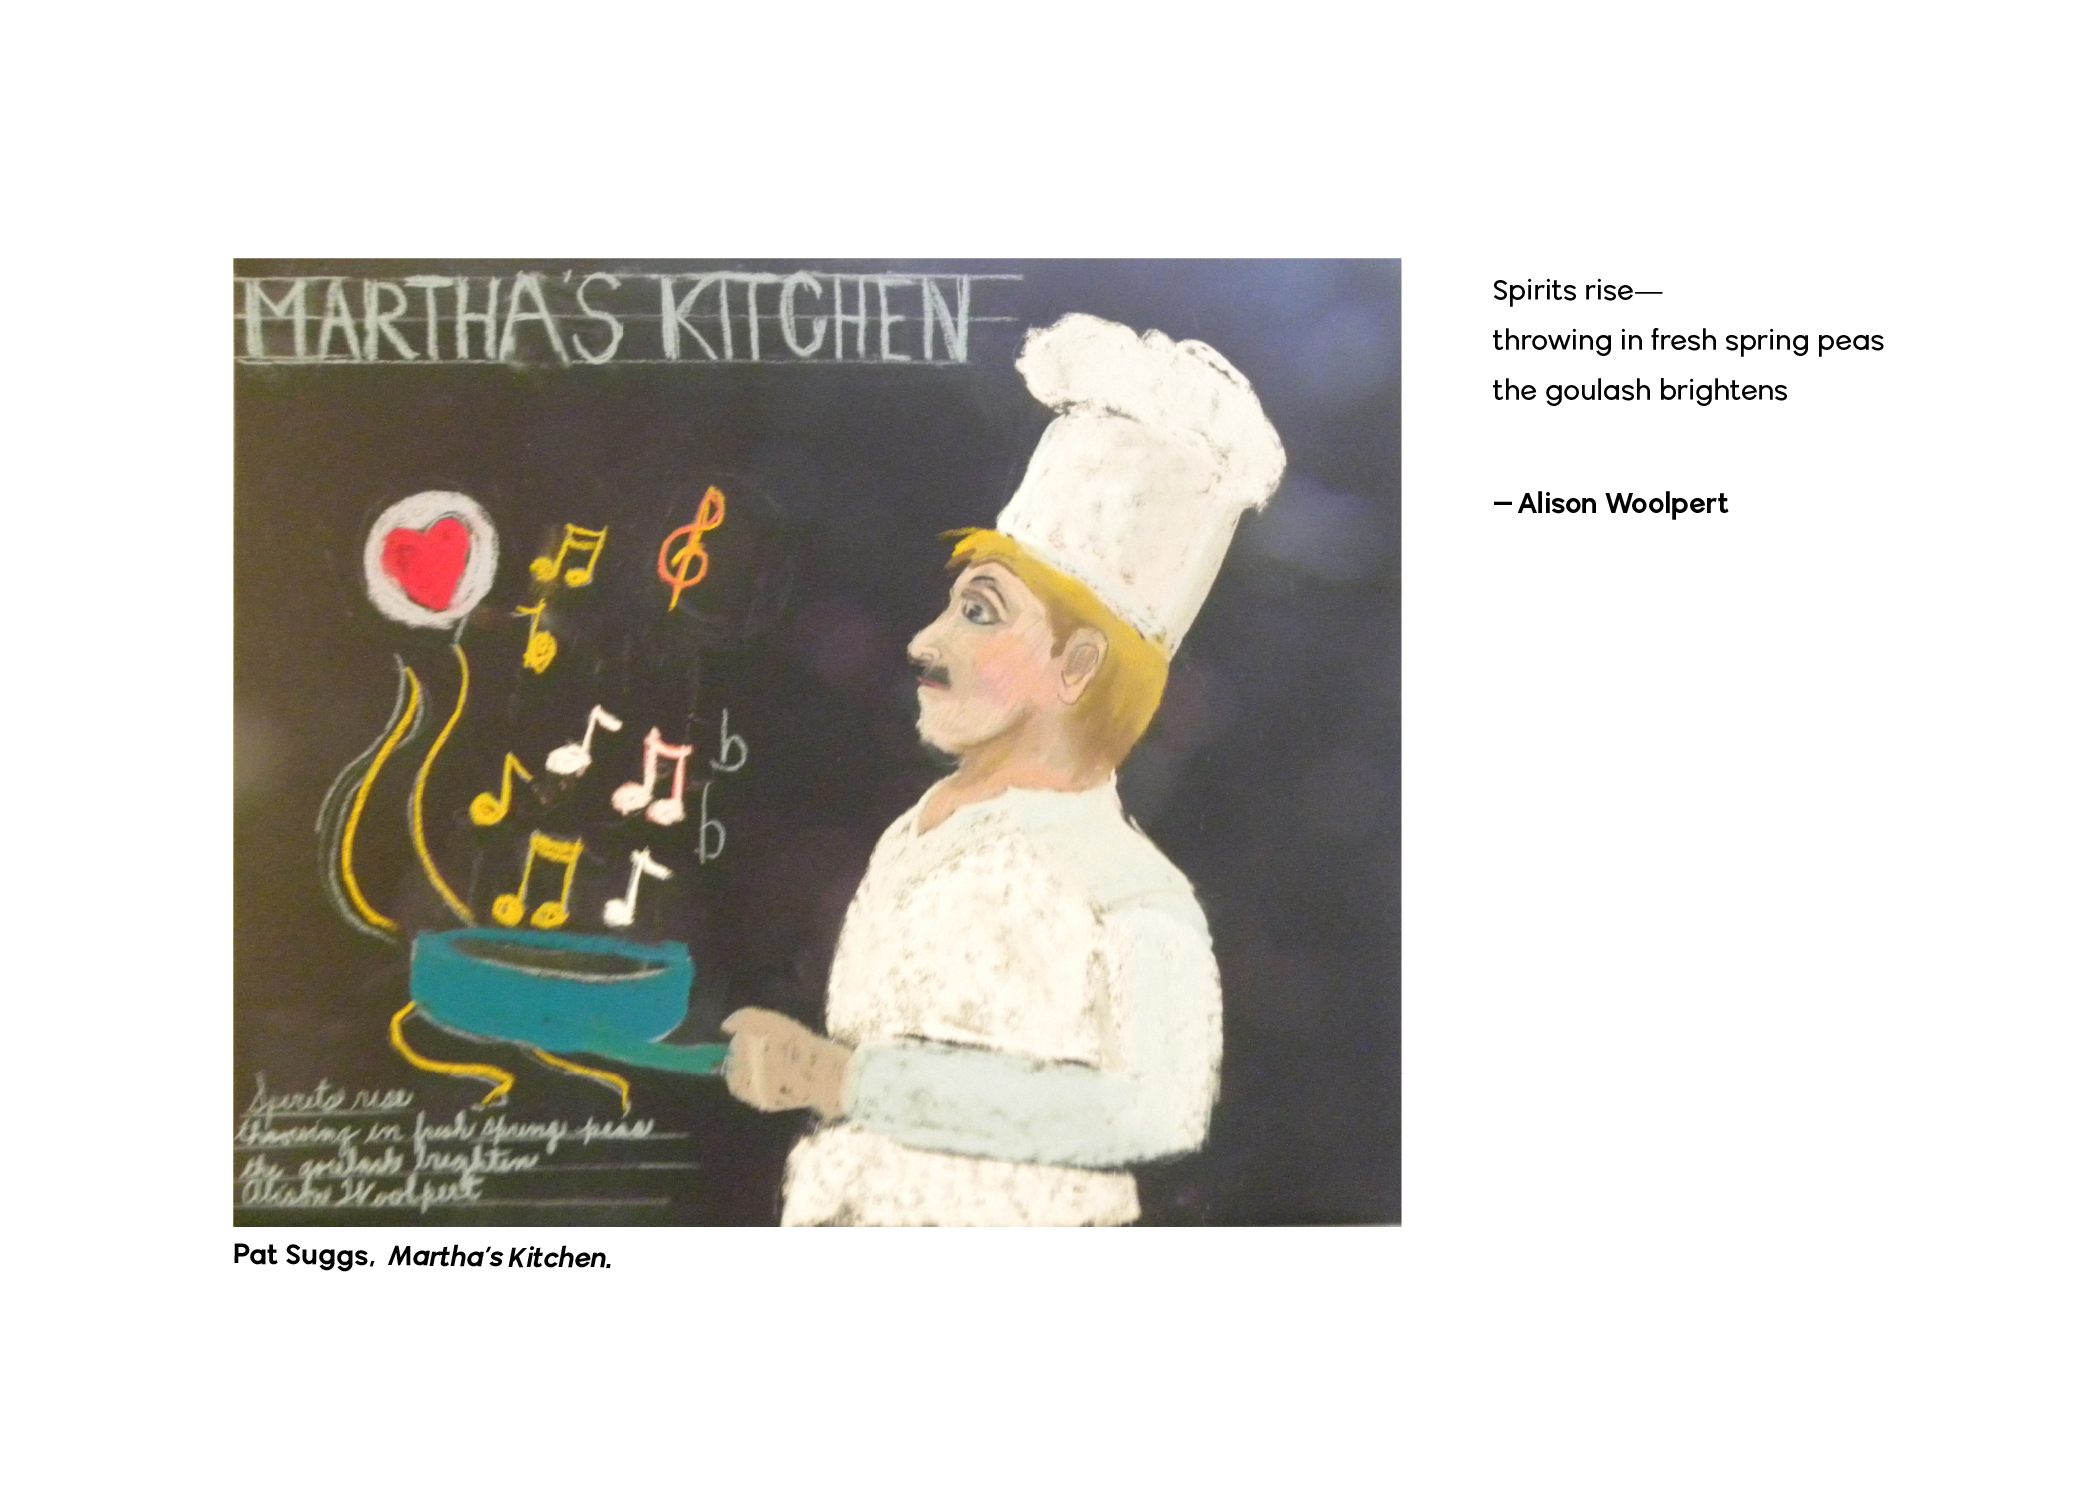 MARTHA'S KITCHEN
Spirits rise
throwing in fresh spring peas
the goulash brighten
Alison Woolpert
Pat Suggs, Martha's Kitchen.
Spirits rise—
throwing in fresh spring peas
the goulash brightens
– Alison Woolpert